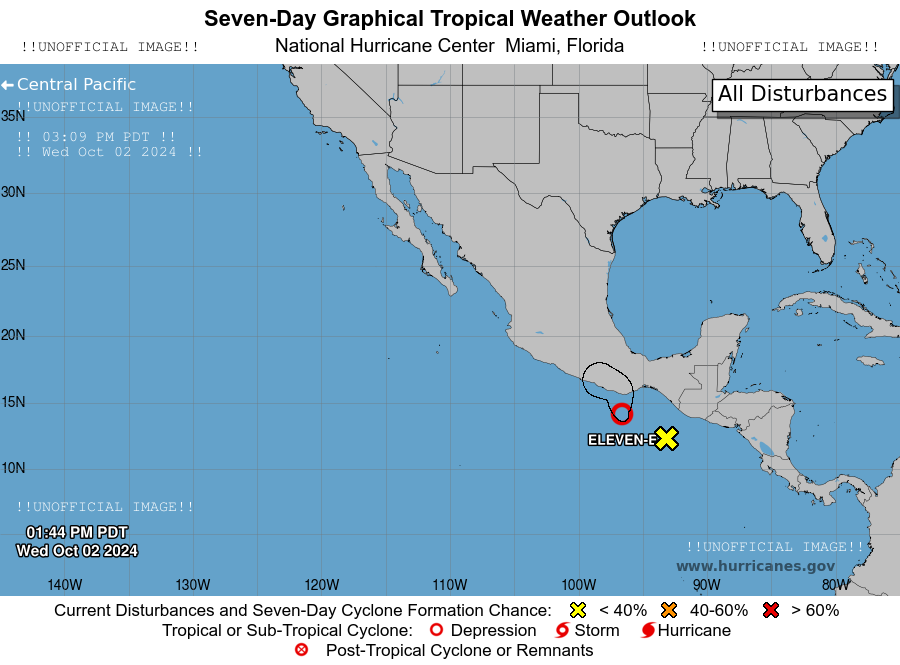 Seven-Day Graphical Tropical Weather Outlook
!!UNOFFICIAL IMAGE!! National Hurricane Center Miami, Florida !!UNOFFICIAL IMAGE!!
Central Pacific
All Disturbances
!!UNOFFICIAL IMAGE!!
35N
!! 03:09 PM PDT !!
!! Wed Oct 02 2024 !!
30N
25N
20N
15N
ELEVEN-E
10N
!!UNOFFICIAL IMAGE!!
01:44 PM PDT
Wed Oct 02 2024
!!UNOFFICIAL IMAGE!!
www.hurricanes.gov
140W 130W 120W 110W 100W 90W 80W
Current Disturbances and Seven-Day Cyclone Formation Chance: < 40% 40-60% > 60%
Tropical or Sub-Tropical Cyclone: Depression Storm Hurricane
Post-Tropical Cyclone or Remnants